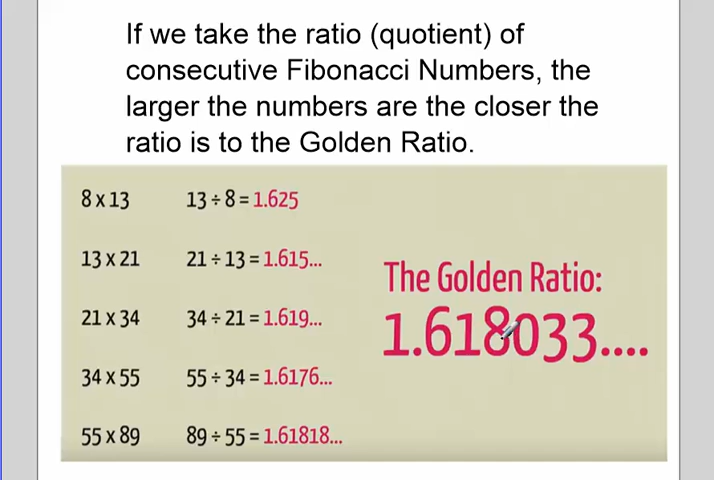 If we take the ratio (quotient) of
consecutive Fibonacci Numbers, the
larger the numbers are the closer the
ratio is to the Golden Ratio.
8 x 13 13 ÷ 8 = 1.625
13 x 21 21 ÷ 13 = 1.615...
21 x 34 34 ÷ 21 = 1.619...
34 x 55 55 ÷ 34 = 1.6176...
55 x 89 89 ÷ 55 = 1.61818...
The Golden Ratio:
1.618033....